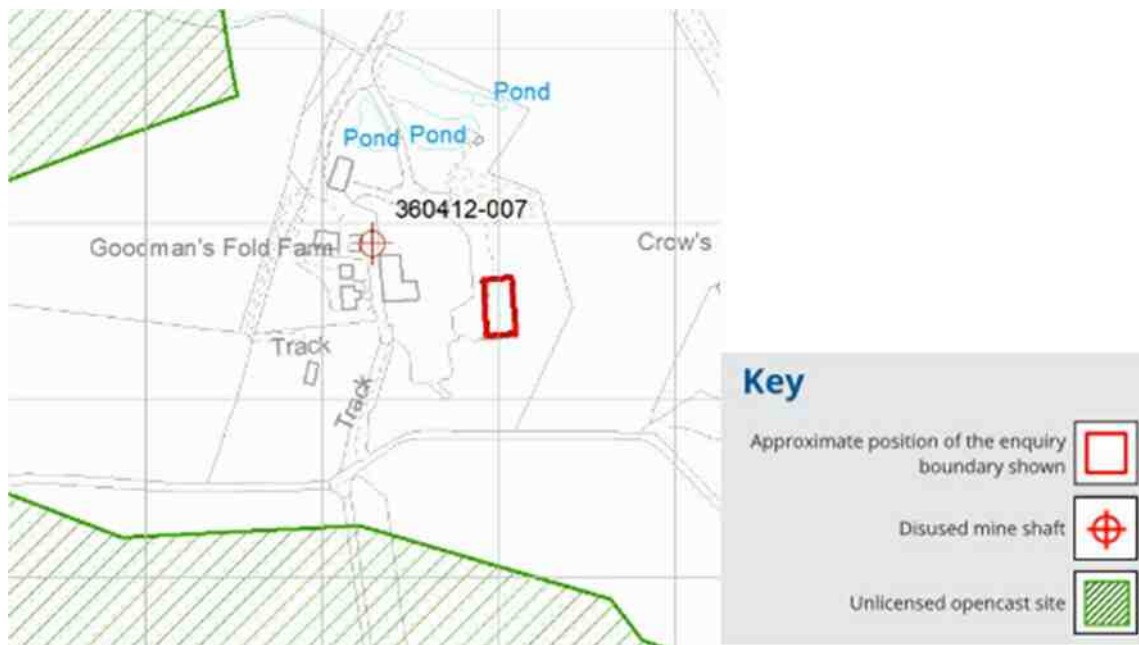 Pond
Pond Pond
360412-007
Goodman's Fold Farm
Crow's
Track
Track
Key
Approximate position of the enquiry
boundary shown
Disused mine shaft
Unlicensed opencast site